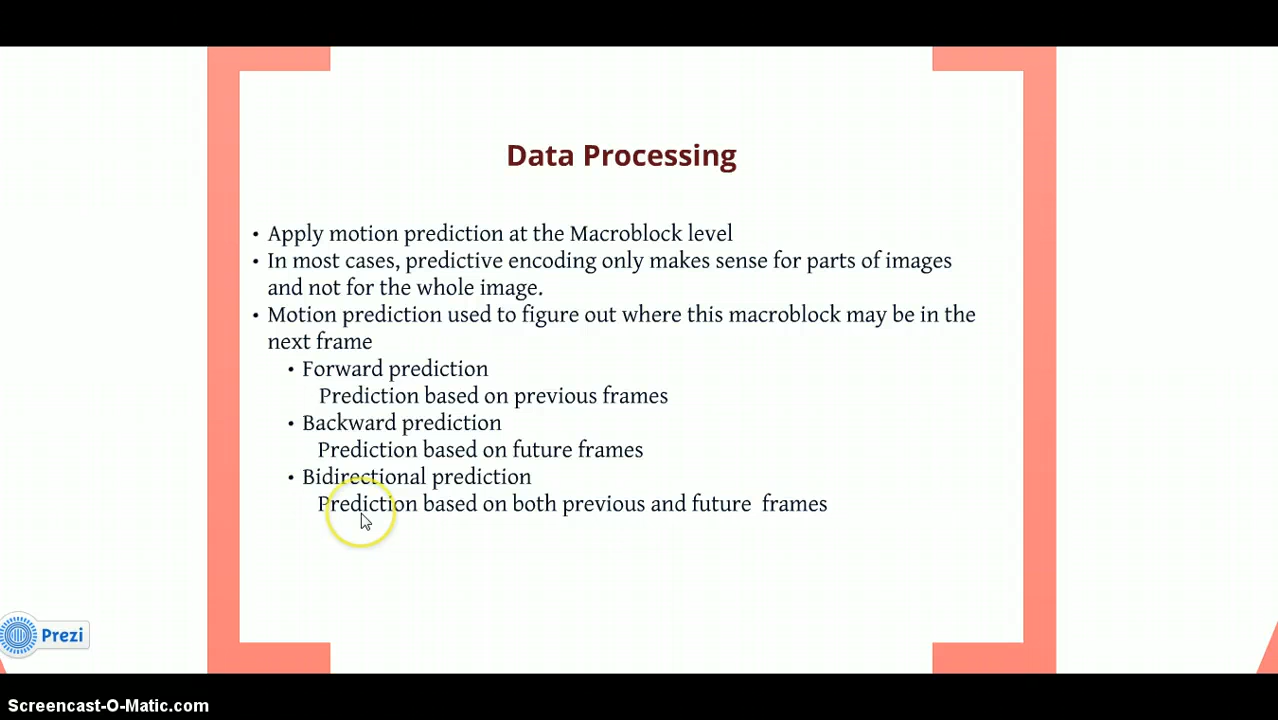 Data Processing
• Apply motion prediction at the Macroblock level
• In most cases, predictive encoding only makes sense for parts of images
and not for the whole image.
• Motion prediction used to figure out where this macroblock may be in the
next frame
• Forward prediction
Prediction based on previous frames
• Backward prediction
Prediction based on future frames
• Bidirectional prediction
Prediction based on both previous and future frames
Prezi
Screencast-O-Matic.com